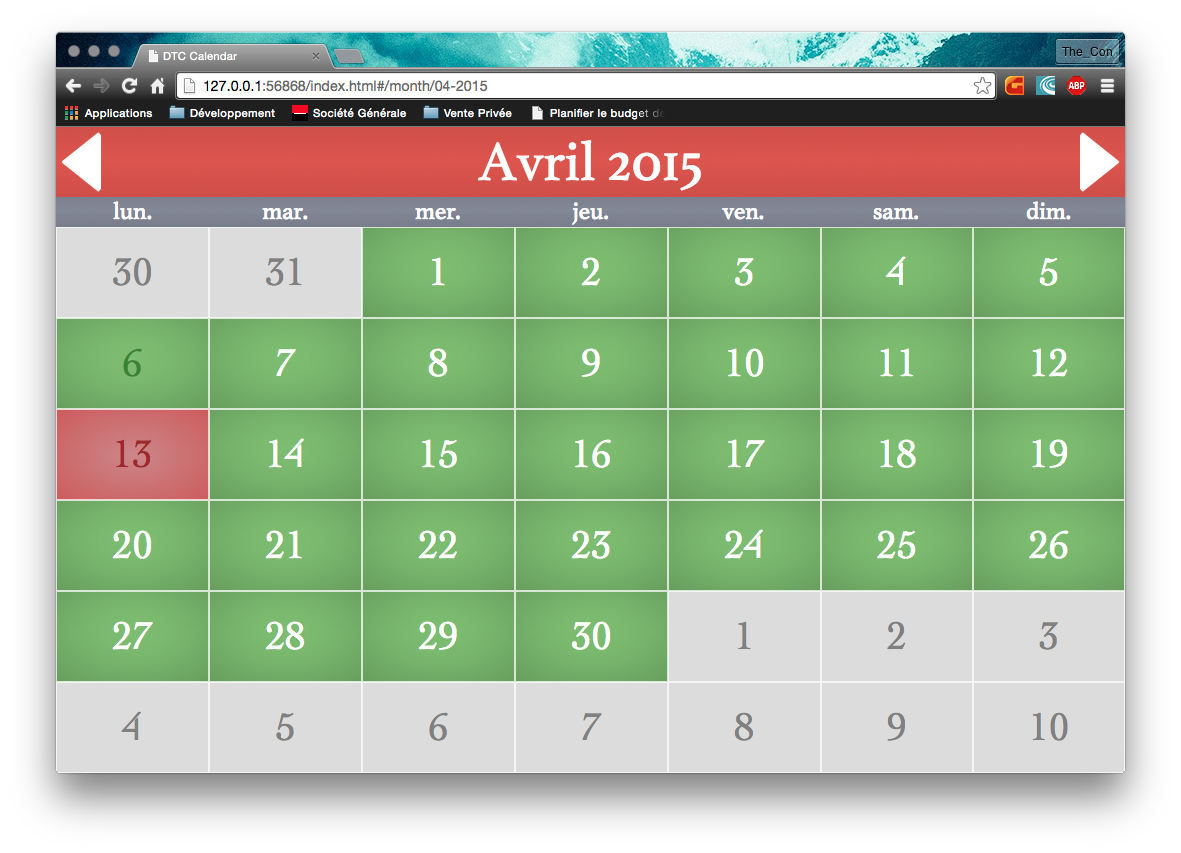 DTC Calendar The_Con
127.0.0.1:56868/index.html#/month/04-2015 ABP
Applications Développement Société Générale Vente Privée Planifier le budget de
Avril 2015
lun. mar. mer. jeu. ven. sam. dim.
30 31 1 2 3 4 5
6 7 8 9 10 11 12
13 14 15 16 17 18 19
20 21 22 23 24 25 26
27 28 29 30 1 2 3
4 5 6 7 8 9 10